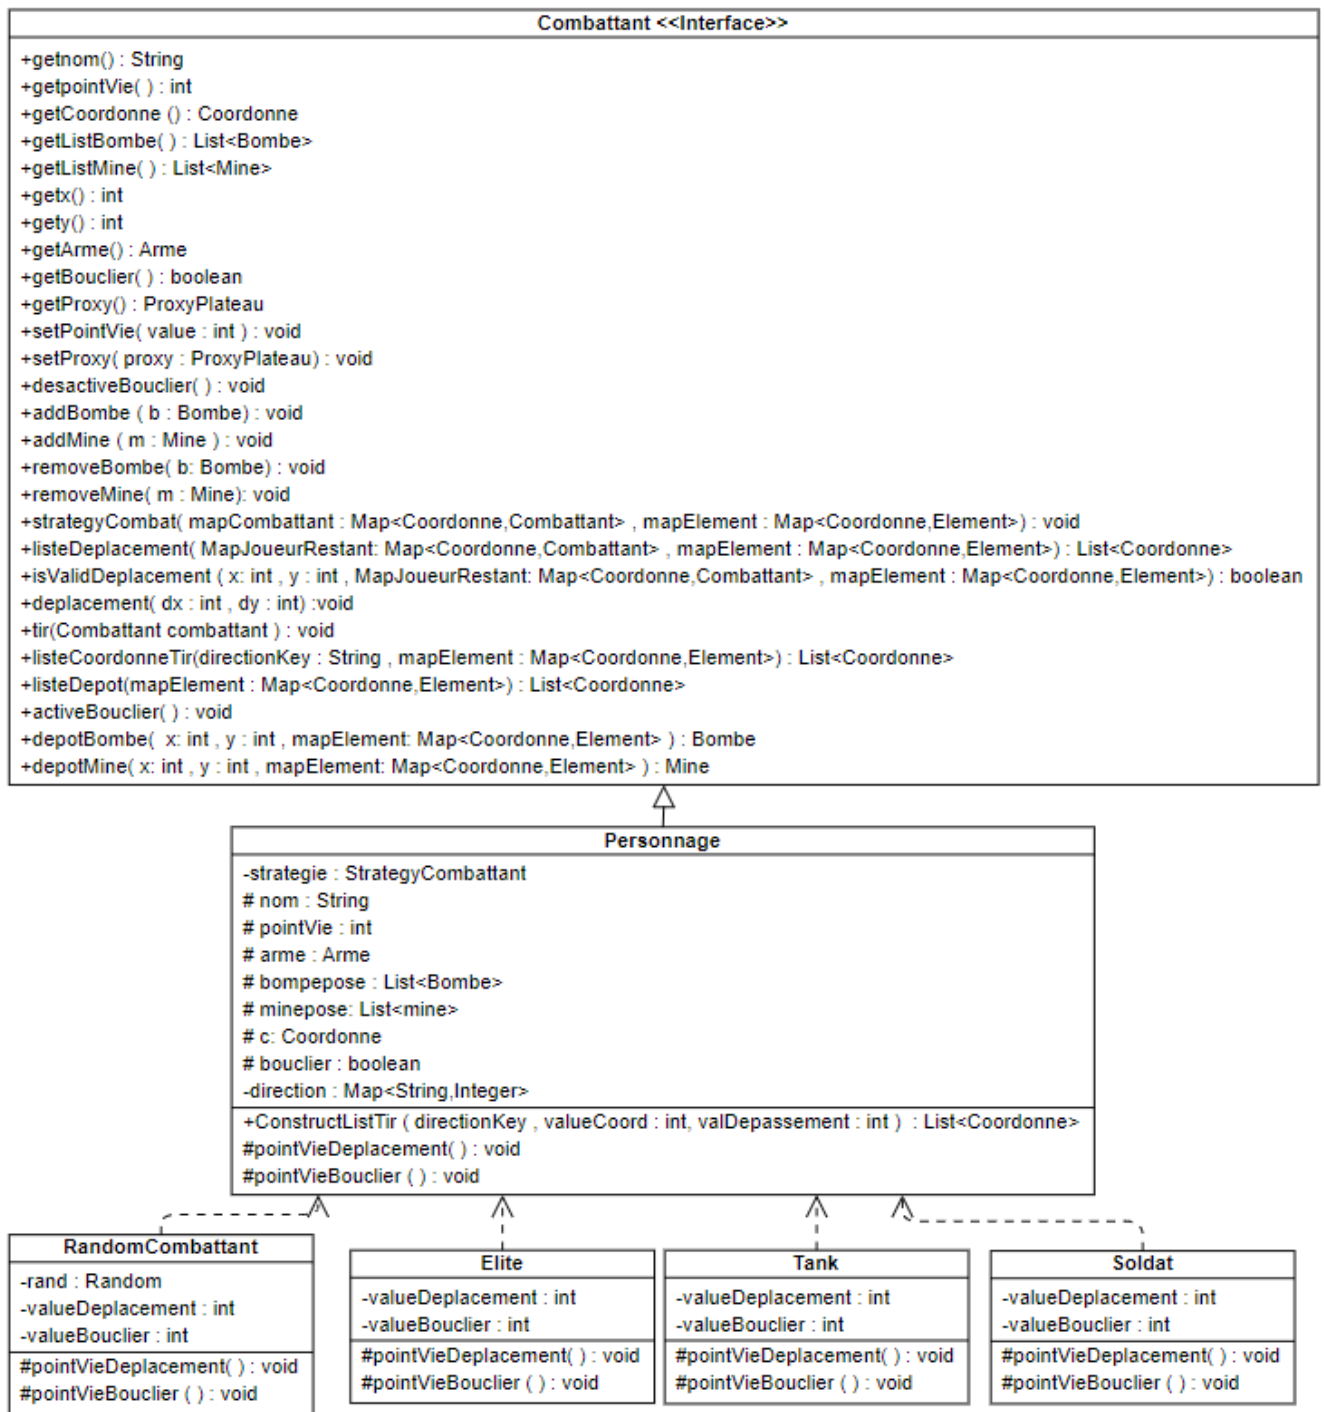 Combattant <<Interface>>
+getnom() : String
+getpointVie( ) : int
+getCoordonne () : Coordonne
+getListBombe( ) : List<Bombe>
+getListMine( ) : List<Mine>
+getx() : int
+gety() : int
+getArme() : Arme
+getBouclier( ) : boolean
+getProxy() : ProxyPlateau
+setPointVie( value : int ) : void
+setProxy( proxy : ProxyPlateau) : void
+desactiveBouclier( ) : void
+addBombe ( b : Bombe) : void
+addMine ( m : Mine ) : void
+removeBombe( b: Bombe) : void
+removeMine( m : Mine): void
+strategyCombat( mapCombattant : Map<Coordonne,Combattant> , mapElement : Map<Coordonne,Element>) : void
+listeDeplacement( MapJoueurRestant: Map<Coordonne,Combattant> , mapElement : Map<Coordonne,Element>) : List<Coordonne>
+isValidDeplacement ( x: int , y : int , MapJoueurRestant: Map<Coordonne,Combattant> , mapElement : Map<Coordonne,Element>) : boolean
+deplacement( dx : int , dy : int) :void
+tir(Combattant combattant ) : void
+listeCoordonneTir(directionKey : String , mapElement : Map<Coordonne,Element>) : List<Coordonne>
+listeDepot(mapElement : Map<Coordonne,Element>) : List<Coordonne>
+activeBouclier( ) : void
+depotBombe( x: int , y : int , mapElement: Map<Coordonne,Element> ) : Bombe
+depotMine( x: int , y : int , mapElement: Map<Coordonne,Element> ) : Mine
Personnage
-strategie : StrategyCombattant
# nom : String
# pointVie : int
# arme : Arme
# bompepose : List<Bombe>
# minepose: List<mine>
# c: Coordonne
# bouclier : boolean
-direction : Map<String,Integer>
+ConstructListTir ( directionKey , valueCoord : int, valDepassement : int ) : List<Coordonne>
#pointVieDeplacement( ) : void
#pointVieBouclier ( ) : void
RandomCombattant
-rand : Random
-valueDeplacement : int
-valueBouclier : int
#pointVieDeplacement( ) : void
#pointVieBouclier ( ) : void
Elite
-valueDeplacement : int
-valueBouclier : int
#pointVieDeplacement( ) : void
#pointVieBouclier ( ) : void
Tank
-valueDeplacement : int
-valueBouclier : int
#pointVieDeplacement( ) : void
#pointVieBouclier ( ) : void
Soldat
-valueDeplacement : int
-valueBouclier : int
#pointVieDeplacement( ) : void
#pointVieBouclier ( ) : void